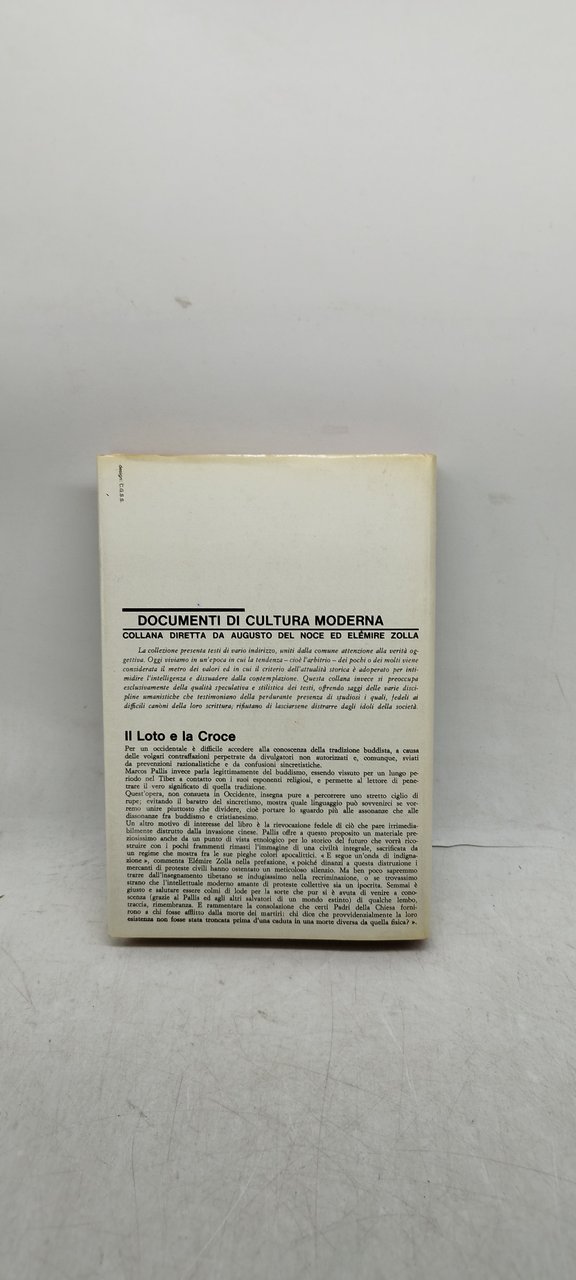 design: C.G.S.S.
DOCUMENTI DI CULTURA MODERNA
COLLANA DIRETTA DA AUGUSTO DEL NOCE ED ELÉMIRE ZOLLA
La collezione presenta testi di vario indirizzo, uniti dalla comune attenzione alla verità og-
gettiva. Oggi viviamo in un'epoca in cui la tendenza – cioè l'arbitrio – dei pochi o dei molti viene
considerata il metro dei valori ed in cui il criterio dell'attualità storica è adoperato per inti-
midire l'intelligenza e dissuadere dalla contemplazione. Questa collana invece si preoccupa
esclusivamente della qualità speculativa e stilistica dei testi, offrendo saggi delle varie disci-
pline umanistiche che testimoniano della perdurante presenza di studiosi i quali, fedeli ai
difficili canoni della loro scrittura, rifiutano di lasciarsene distrarre dagli idoli della società.
Il Loto e la Croce
Per un occidentale è difficile accedere alla conoscenza della tradizione buddista, a causa
delle volgari contraffazioni perpetrate da divulgatori non autorizzati e, comunque, sviati
da prevenzioni razionalistiche e da confusioni sincretistiche.
Marcos Pallis invece parla legittimamente del buddismo, essendo vissuto per un lungo pe-
riodo nel Tibet a contatto con i suoi esponenti religiosi, e permette al lettore di pene-
trare il vero significato di quella tradizione.
Quest'opera, non consueta in Occidente, insegna pure a percorrere uno stretto ciglio di
rupe; evitando il baratro del sincretismo, mostra quale linguaggio può sovvenirci se vor-
remo unire piuttosto che dividere, cioè portare lo sguardo più alle assonanze che alle
dissonanze fra buddismo e cristianesimo.
Un altro motivo di interesse del libro è la rievocazione fedele di ciò che pare irrimedia-
bilmente distrutto dalla invasione cinese. Pallis offre a questo proposito un materiale pre-
ziosissimo anche da un punto di vista etnologico per lo storico del futuro che vorrà rico-
struire con i pochi frammenti rimasti l'immagine di una civiltà integrale, sacrificata da
un regime che mostra fra le sue pieghe colori apocalittici. « E segue un'onda di indigna-
zione », commenta Elémire Zolla nella prefazione, « poiché dinanzi a questa distruzione i
mercanti di proteste civili hanno ostentato un meticoloso silenzio. Ma ben poco sapremmo
trarre dall'insegnamento tibetano se indugiassimo nella recriminazione, o se trovassimo
strano che l'intellettuale moderno amante di proteste collettive sia un ipocrita. Semmai è
giusto e salutare essere colmi di lode per la sorte che pur si è avuta di venire a cono-
scenza (grazie al Pallis ed agli altri salvatori di un mondo estinto) di qualche lembo,
traccia, rimembranza. E rammentare la consolazione che certi Padri della Chiesa forni-
rono a chi fosse afflitto dalla morte dei martiri: chi dice che provvidenzialmente la loro
esistenza non fosse stata troncata prima d'una caduta in una morte diversa da quella fisica? ».